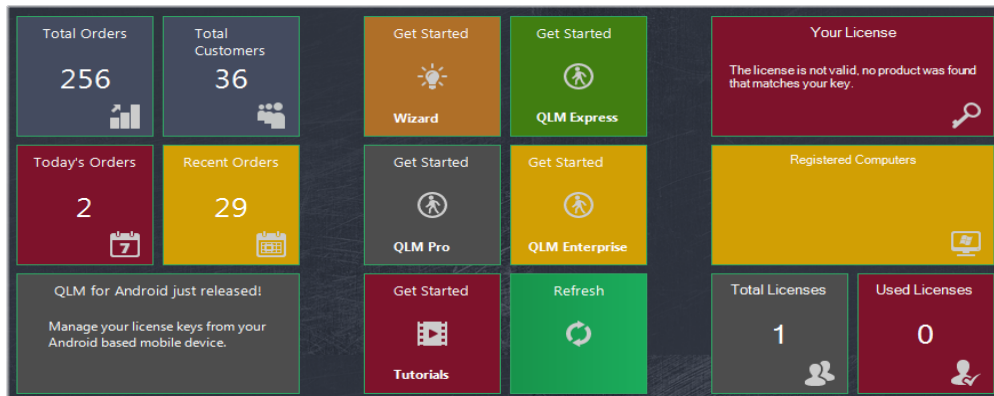 Total Orders
256
Total
Customers
36
Today's Orders
2
7
Recent Orders
29
QLM for Android just released!
Manage your license keys from your
Android based mobile device.
Get Started
Wizard
Get Started
QLM Express
Get Started
QLM Pro
Get Started
QLM Enterprise
Get Started
Tutorials
Refresh
Your License
The license is not valid, no product was found
that matches your key.
Registered Computers
Total Licenses
1
Used Licenses
0